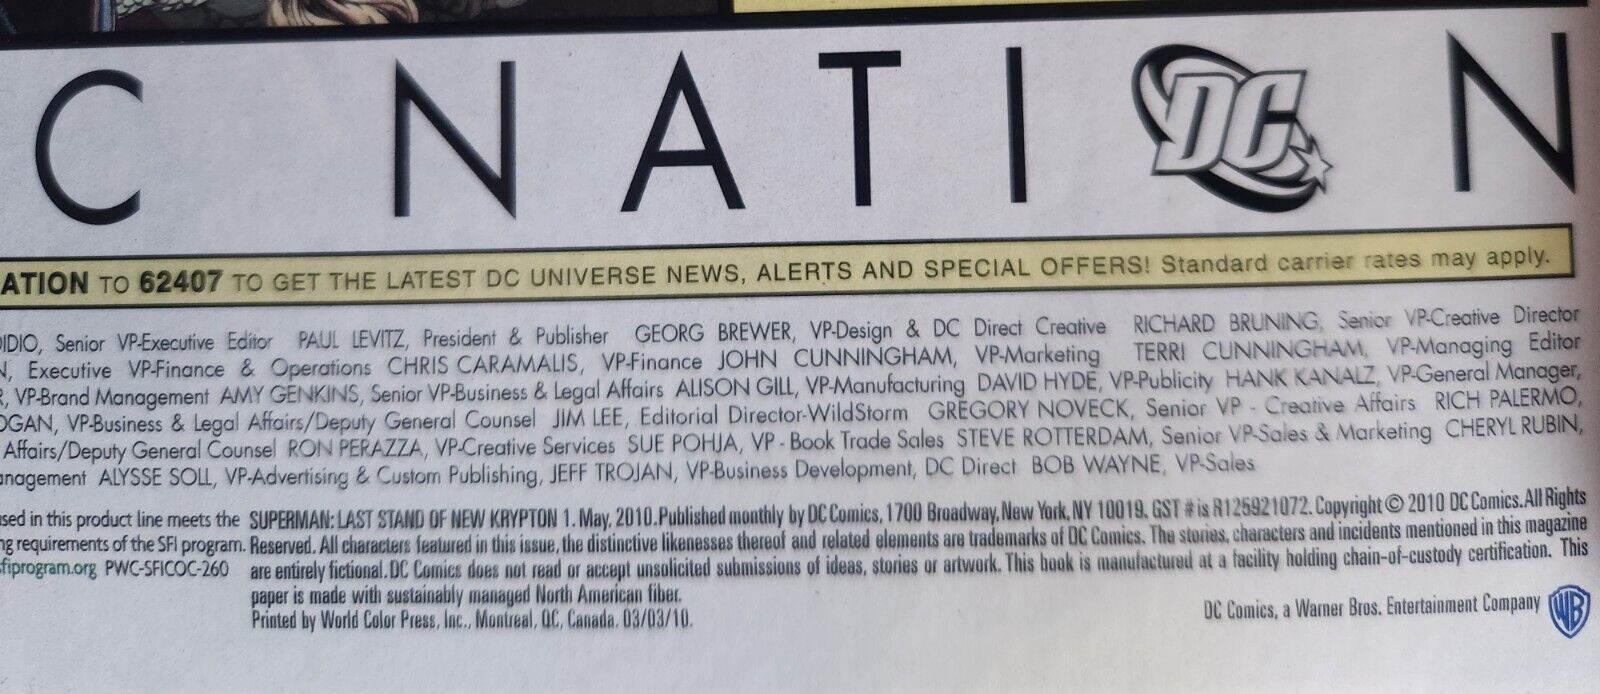 C NATI DC N
ATION TO 62407 TO GET THE LATEST DC UNIVERSE NEWS, ALERTS AND SPECIAL OFFERS! Standard carrier rates may apply.
IDIO, Senior VP-Executive Editor PAUL LEVITZ, President & Publisher GEORG BREWER, VP-Design & DC Direct Creative RICHARD BRUNING, Senior VP-Creative Director
N, Executive VP-Finance & Operations CHRIS CARAMALIS, VP-Finance JOHN CUNNINGHAM, VP-Marketing TERRI CUNNINGHAM, VP-Managing Editor
R, VP-Brand Management AMY GENKINS, Senior VP-Business & Legal Affairs ALISON GILL, VP-Manufacturing DAVID HYDE, VP-Publicity HANK KANALZ, VP-General Manager,
OGAN, VP-Business & Legal Affairs/Deputy General Counsel JIM LEE, Editorial Director-WildStorm GREGORY NOVECK, Senior VP - Creative Affairs RICH PALERMO,
Affairs/Deputy General Counsel RON PERAZZA, VP-Creative Services SUE POHJA, VP - Book Trade Sales STEVE ROTTERDAM, Senior VP-Sales & Marketing CHERYL RUBIN,
anagement ALYSSE SOLL, VP-Advertising & Custom Publishing, JEFF TROJAN, VP-Business Development, DC Direct BOB WAYNE, VP-Sales
sed in this product line meets the SUPERMAN: LAST STAND OF NEW KRYPTON 1. May, 2010. Published monthly by DC Comics, 1700 Broadway, New York, NY 10019. GST # is R125921072. Copyright © 2010 DC Comics. All Rights
ng requirements of the SFI program. Reserved. All characters featured in this issue, the distinctive likenesses thereof and related elements are trademarks of DC Comics. The stories, characters and incidents mentioned in this magazine
sfiprogram.org PWC-SFICOC-260 are entirely fictional. DC Comics does not read or accept unsolicited submissions of ideas, stories or artwork. This book is manufactured at a facility holding chain-of-custody certification. This
paper is made with sustainably managed North American fiber.
Printed by World Color Press, Inc., Montreal, QC, Canada. 03/03/10.
DC Comics, a Warner Bros. Entertainment Company WB